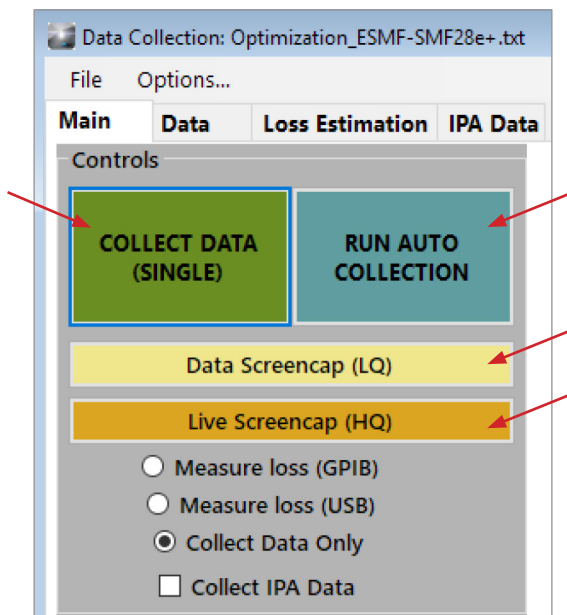 Data Collection: Optimization_ESMF-SMF28e+.txt
File Options...
Main Data Loss Estimation IPA Data
Controls
COLLECT DATA
(SINGLE)
RUN AUTO
COLLECTION
Data Screencap (LQ)
Live Screencap (HQ)
Measure loss (GPIB)
Measure loss (USB)
Collect Data Only
Collect IPA Data